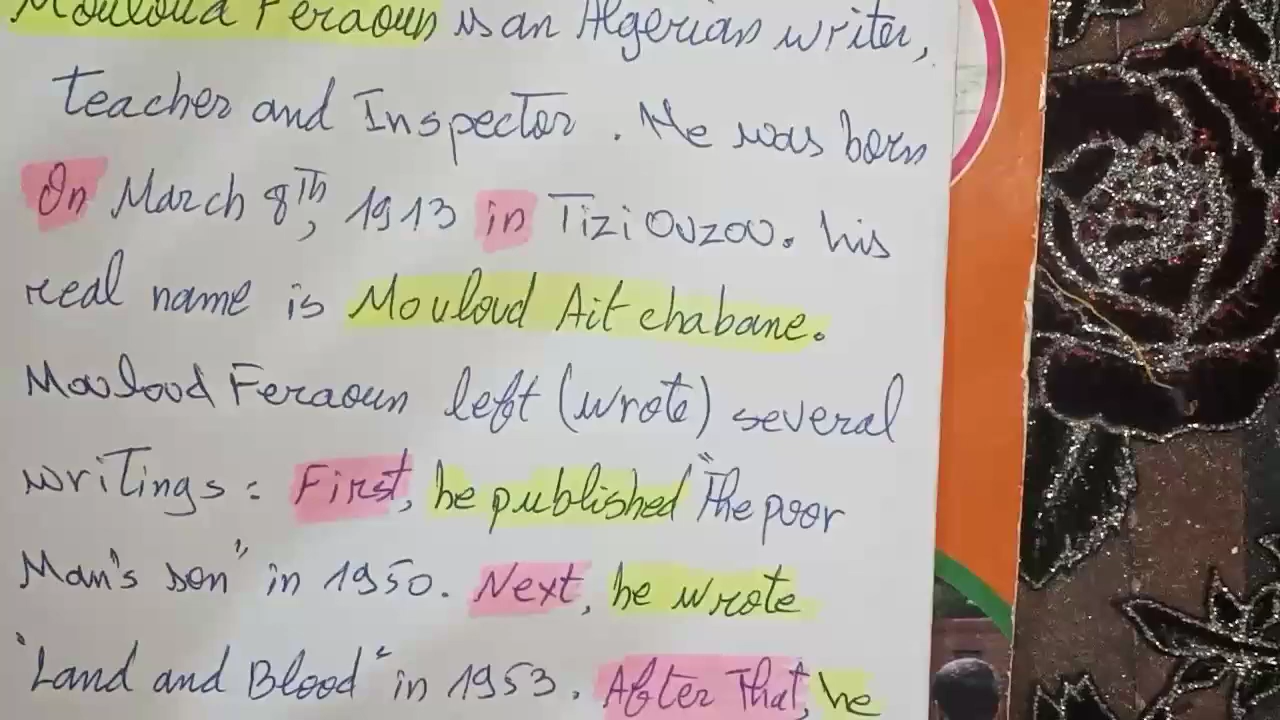 Mouloud Feraoun is an Algerian writer,
teacher and Inspector. He was born
On March 8Th, 1913 in Tizi Ouzou. his
real name is Mouloud Ait chabane.
Mouloud Feraoun left (wrote) several
writings: First, he published "The poor
Man's son" in 1950. Next, he wrote
"Land and Blood" in 1953. After That, he